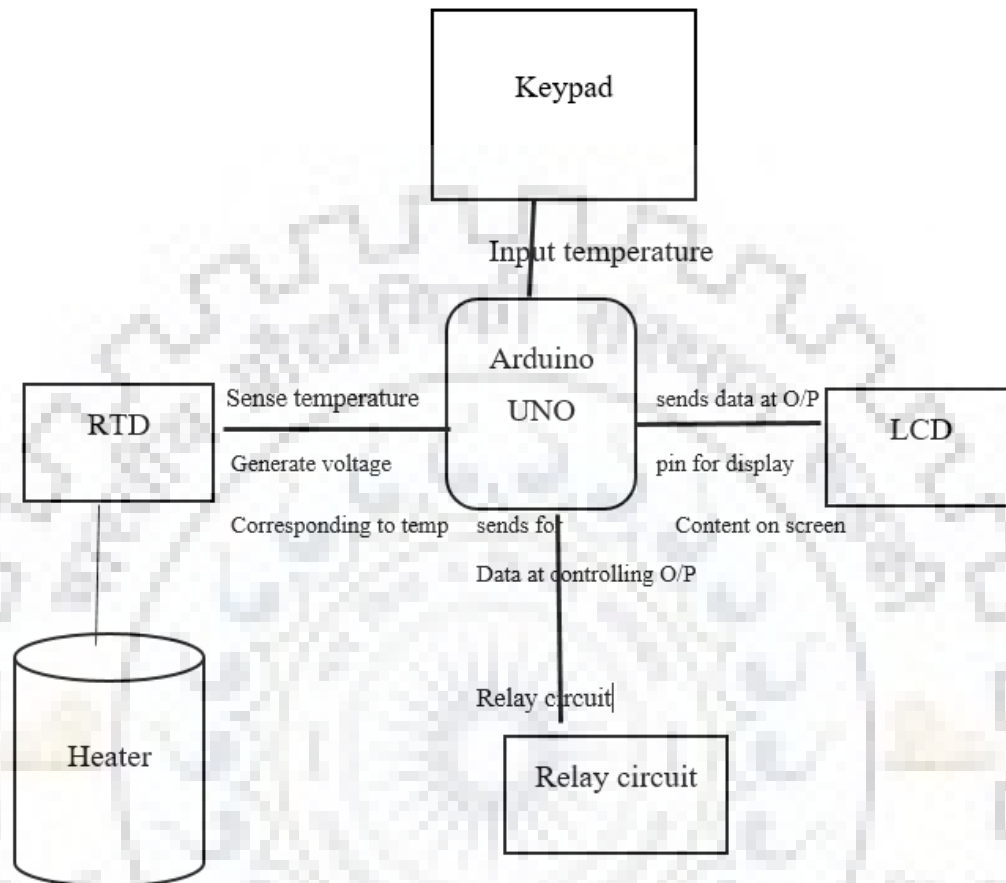 Keypad
Input temperature
Arduino
UNO
RTD
Sense temperature
Generate voltage
Corresponding to temp
sends data at O/P
pin for display
Content on screen
LCD
sends for
Data at controlling O/P
Relay circuit
Relay circuit
Heater